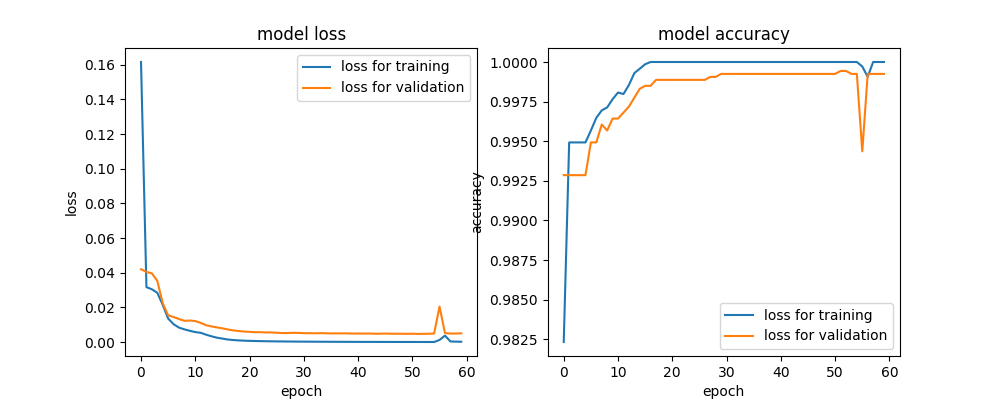 model loss
loss for training
loss for validation
0.16
0.14
0.12
0.10
0.08
0.06
0.04
0.02
0.00
loss
0 10 20 30 40 50 60
epoch
model accuracy
1.0000
0.9975
0.9950
0.9925
0.9900
0.9875
0.9850
0.9825
accuracy
loss for training
loss for validation
0 10 20 30 40 50 60
epoch